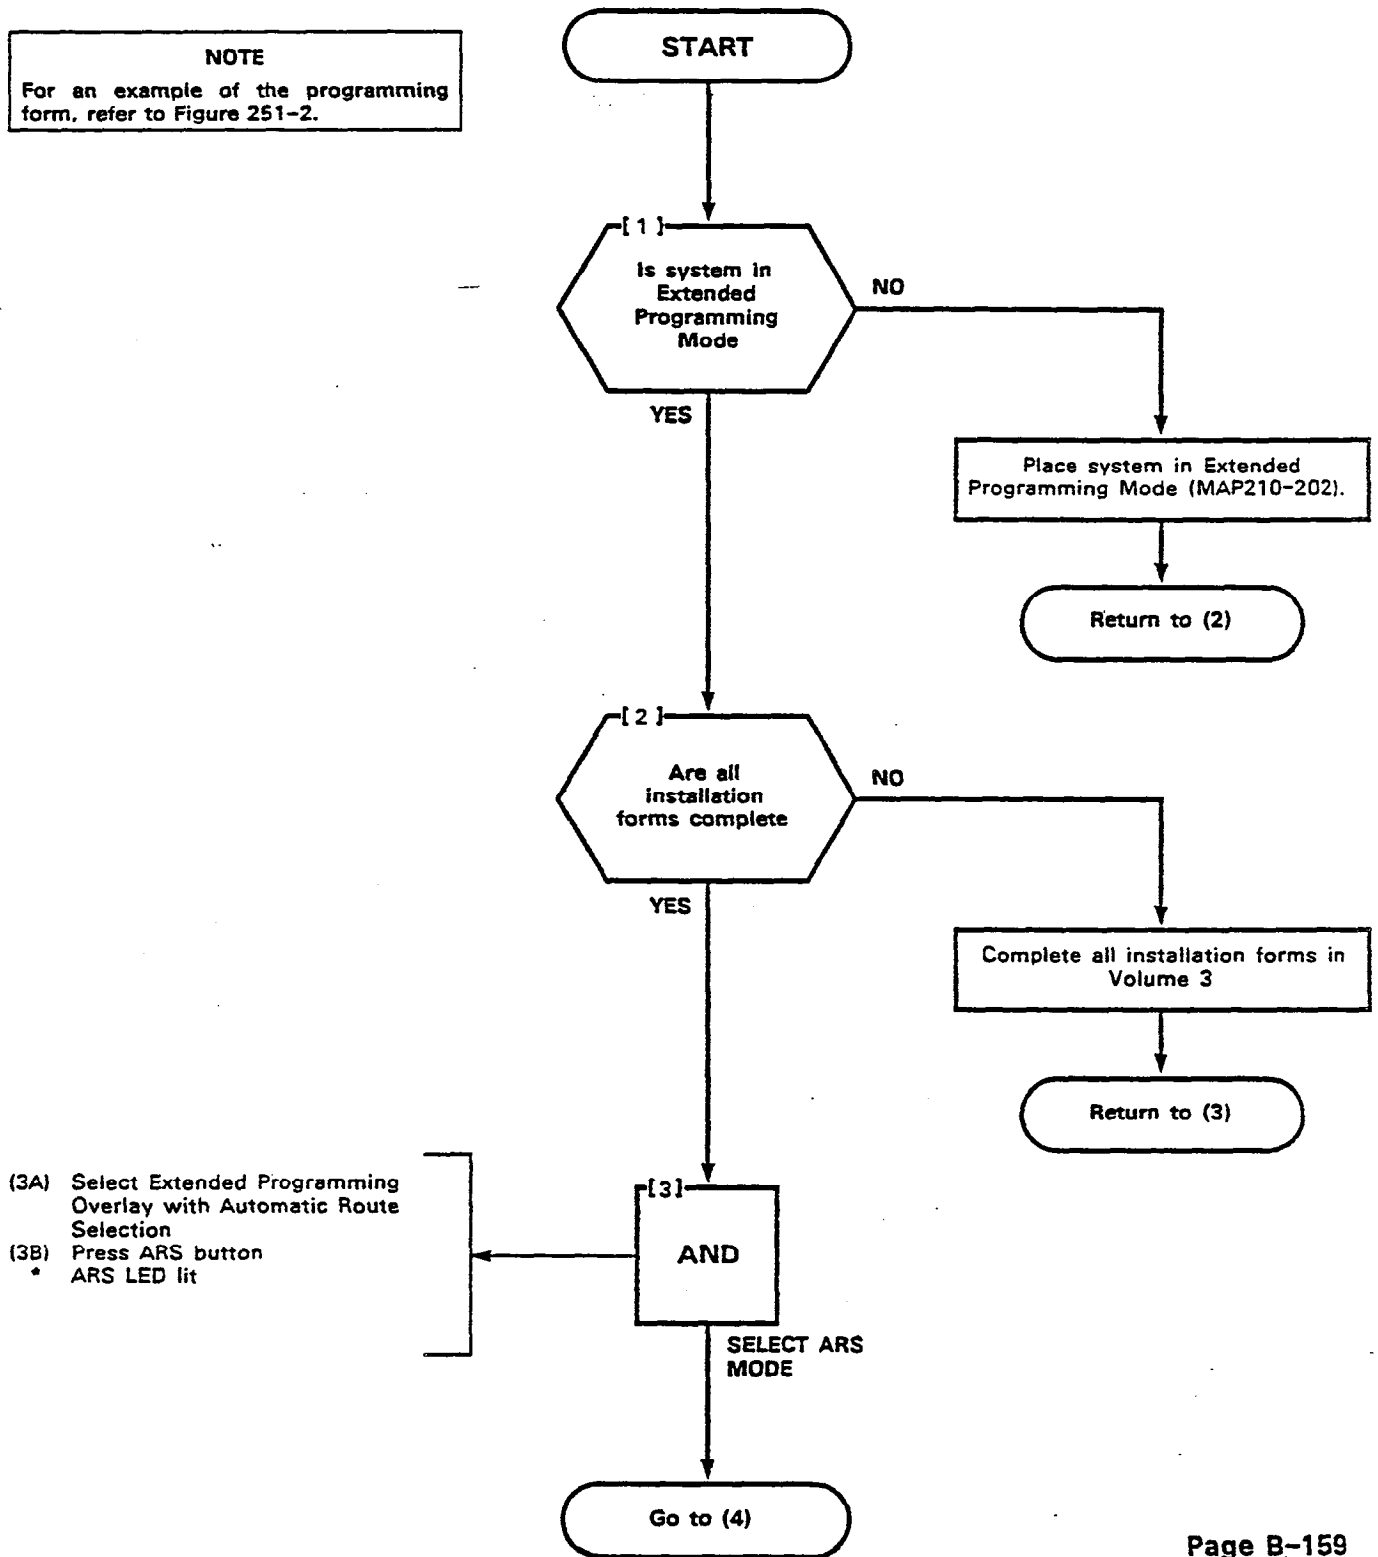 NOTE
For an example of the programming
form, refer to Figure 251-2.
START
[ 1 ]
Is system in
Extended
Programming
Mode
NO
YES
Place system in Extended
Programming Mode (MAP210-202).
Return to (2)
[ 2 ]
Are all
installation
forms complete
NO
YES
Complete all installation forms in
Volume 3
Return to (3)
(3A) Select Extended Programming
Overlay with Automatic Route
Selection
(3B) Press ARS button
* ARS LED lit
[3]
AND
SELECT ARS
MODE
Go to (4)
Page B-159